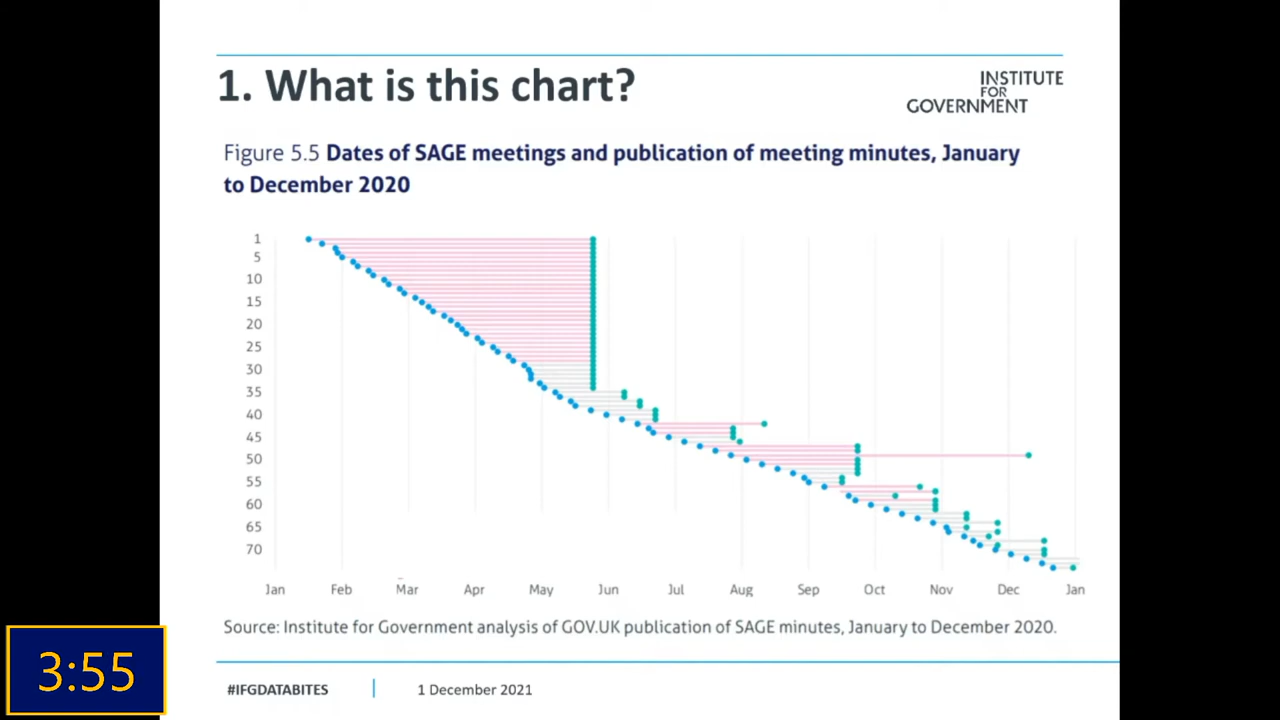 1. What is this chart?
INSTITUTE
FOR
GOVERNMENT
Figure 5.5 Dates of SAGE meetings and publication of meeting minutes, January
to December 2020
1
5
10
15
20
25
30
35
40
45
50
55
60
65
70
Jan Feb Mar Apr May Jun Jul Aug Sep Oct Nov Dec Jan
Source: Institute for Government analysis of GOV.UK publication of SAGE minutes, January to December 2020.
3:55
#IFGDATABITES 1 December 2021